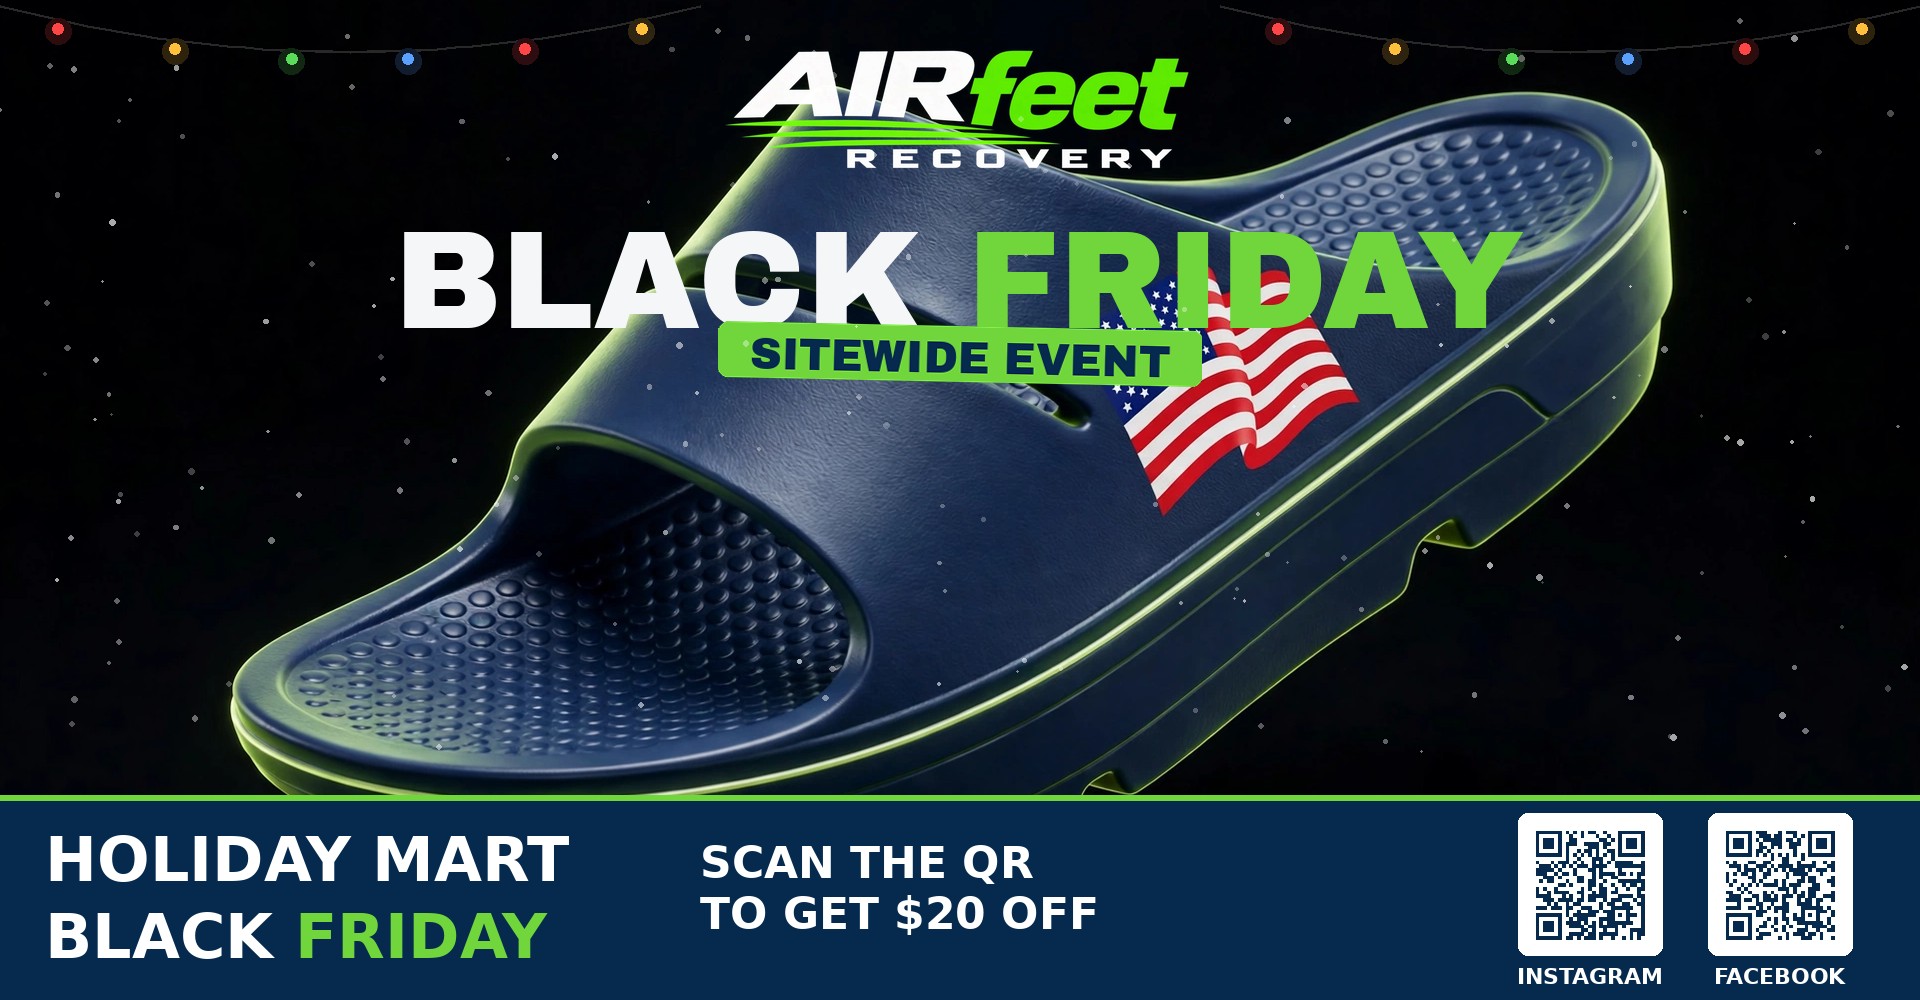 AIRfeet
RECOVERY
BLACK FRIDAY
SITEWIDE EVENT
HOLIDAY MART
BLACK FRIDAY
SCAN THE QR
TO GET $20 OFF
INSTAGRAM
FACEBOOK